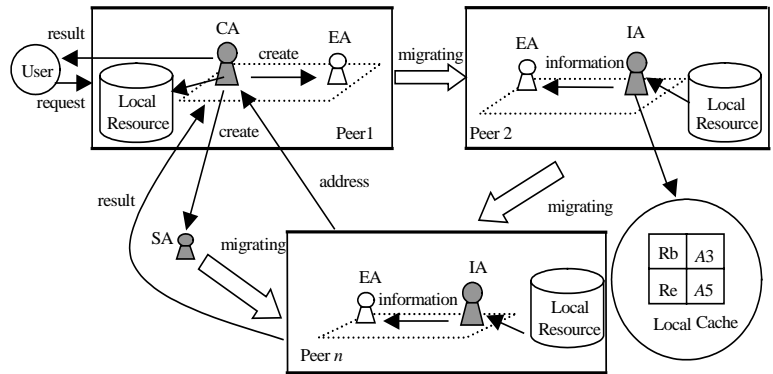 result
User
request
CA
create
EA
Local
Resource
create
Peer1
migrating
EA
IA
information
Local
Resource
Peer 2
result
address
migrating
SA
migrating
EA
IA
information
Local
Resource
Peer n
Rb A3
Re A5
Local Cache